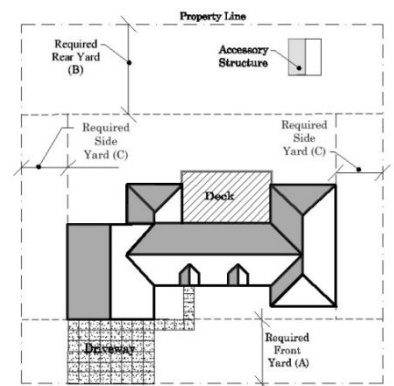 Property Line
Required
Rear Yard
(B)
Accessory
Structure
Required
Side
Yard (C)
Required
Side
Yard (C)
Deck
Driveway
Required
Front
Yard (A)